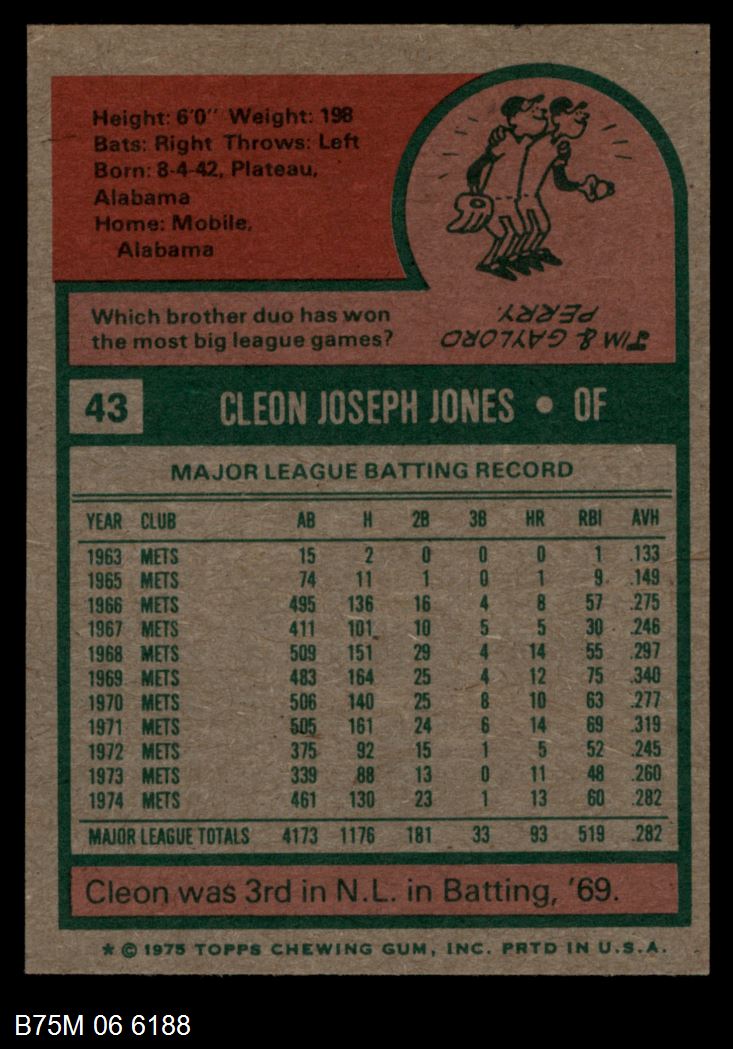 Height: 6'0" Weight: 198
Bats: Right Throws: Left
Born: 8-4-42, Plateau,
Alabama
Home: Mobile,
Alabama
Which brother duo has won
the most big league games?
JIM & GAYLORD
PERRY.
43 CLEON JOSEPH JONES • OF
MAJOR LEAGUE BATTING RECORD
YEAR CLUB AB H 2B 3B HR RBI AVH
1963 METS 15 2 0 0 0 1 .133
1965 METS 74 11 1 0 1 9 .149
1966 METS 495 136 16 4 8 57 .275
1967 METS 411 101 10 5 5 30 .246
1968 METS 509 151 29 4 14 55 .297
1969 METS 483 164 25 4 12 75 .340
1970 METS 506 140 25 8 10 63 .277
1971 METS 505 161 24 6 14 69 .319
1972 METS 375 92 15 1 5 52 .245
1973 METS 339 88 13 0 11 48 .260
1974 METS 461 130 23 1 13 60 .282
MAJOR LEAGUE TOTALS 4173 1176 181 33 93 519 .282
Cleon was 3rd in N.L. in Batting, '69.
* © 1975 TOPPS CHEWING GUM, INC. PRTD IN U.S.A.
B75M 06 6188